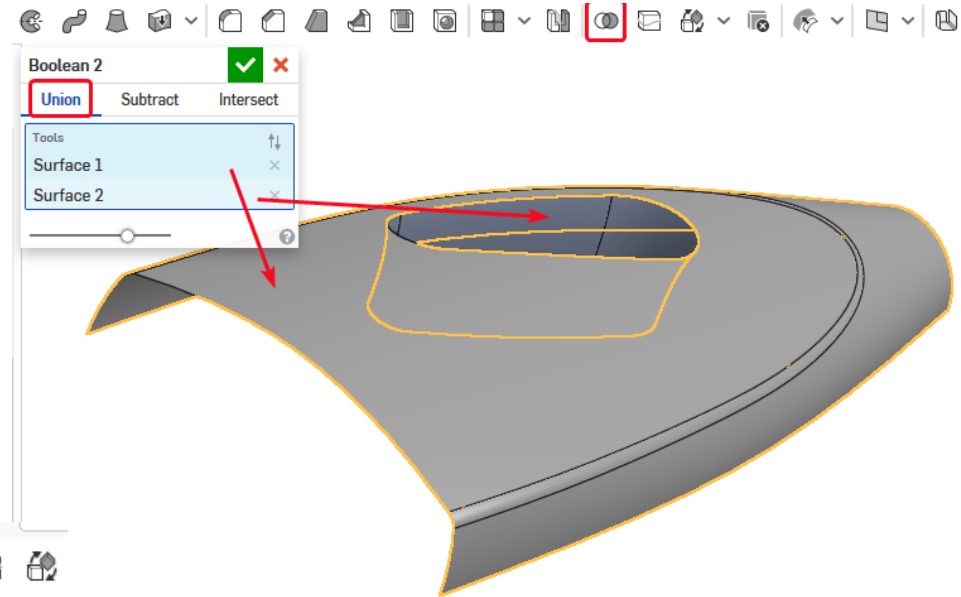 Boolean 2
Union Subtract Intersect
Tools
Surface 1
Surface 2